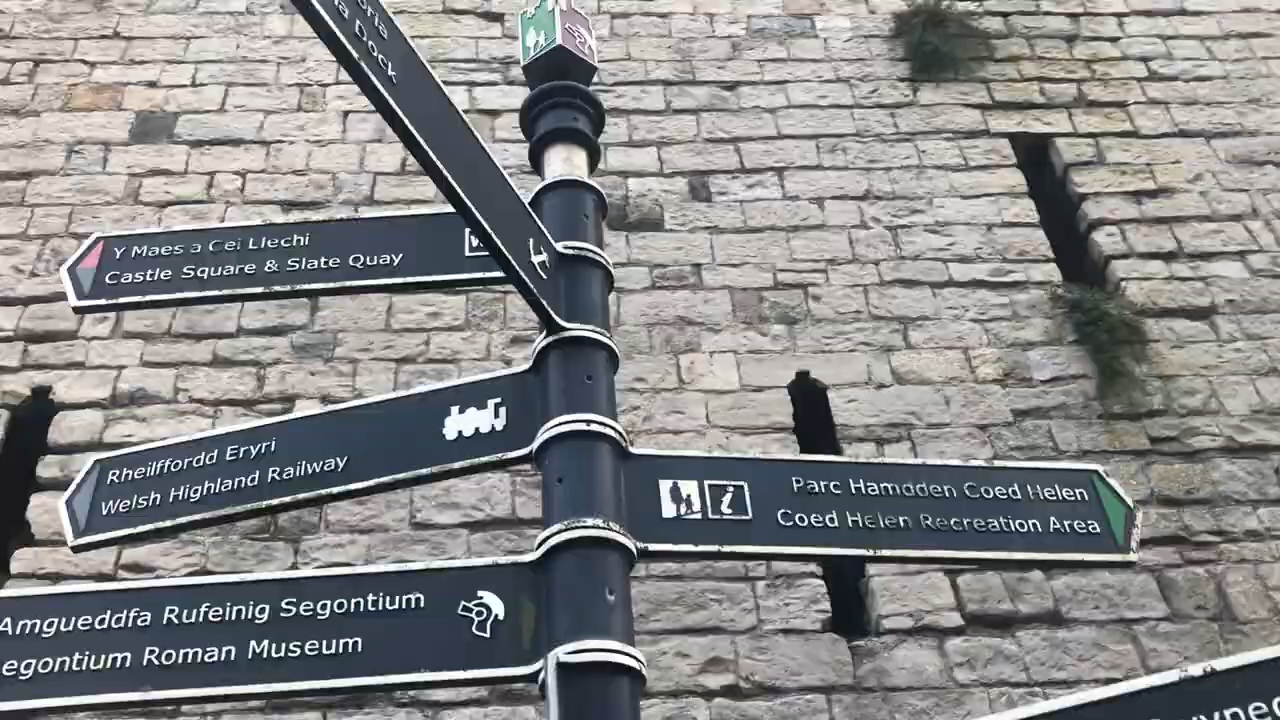 Dock
Y Maes a Cei Llechi
Castle Square & Slate Quay
Rheilffordd Eryri
Welsh Highland Railway
Parc Hamdden Coed Helen
Coed Helen Recreation Area
Amgueddfa Rufeinig Segontium
egontium Roman Museum